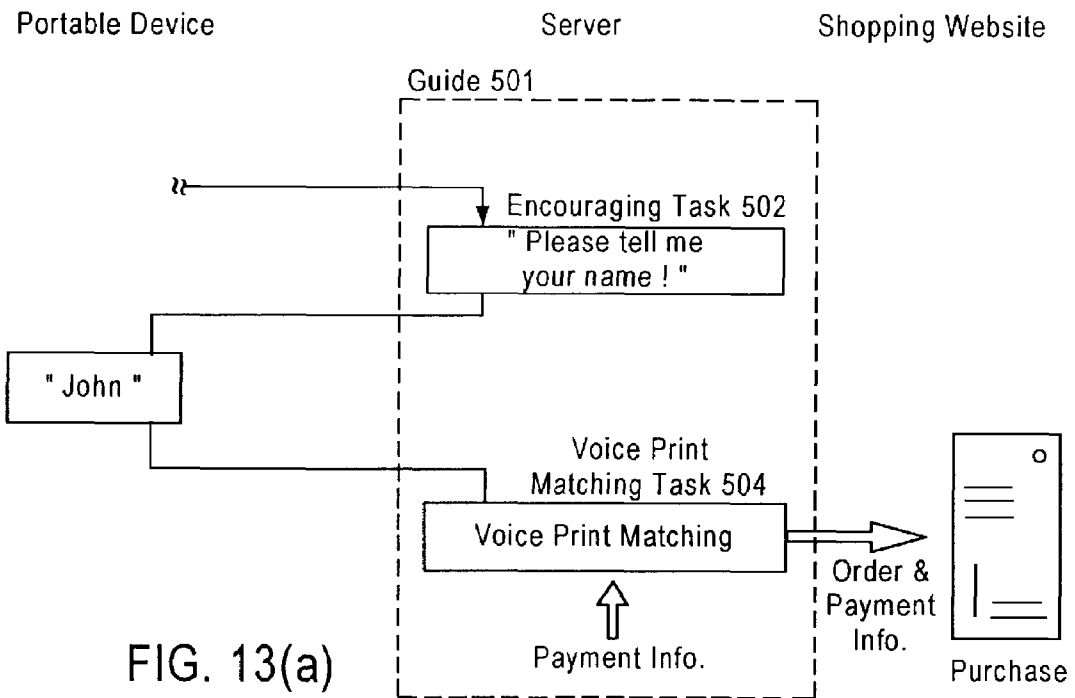 Portable Device
Server
Shopping Website
Guide 501
Encouraging Task 502
" Please tell me
your name ! "
" John "
Voice Print
Matching Task 504
Voice Print Matching
Order &
Payment
Info.
Payment Info.
Purchase
FIG. 13(a)